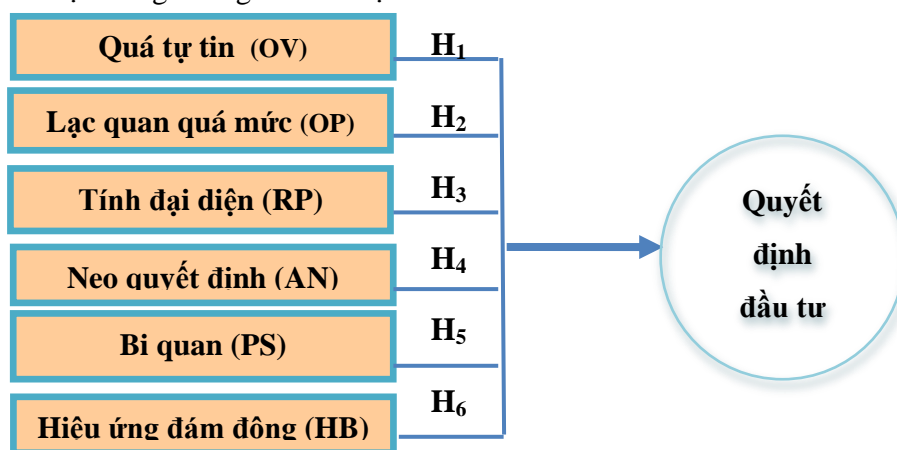 Quá tự tin (OV)
H1
Lạc quan quá mức (OP)
H2
Tính đại diện (RP)
H3
Neo quyết định (AN)
H4
Bi quan (PS)
H5
Hiệu ứng đám đông (HB)
H6
Quyết
định
đầu tư